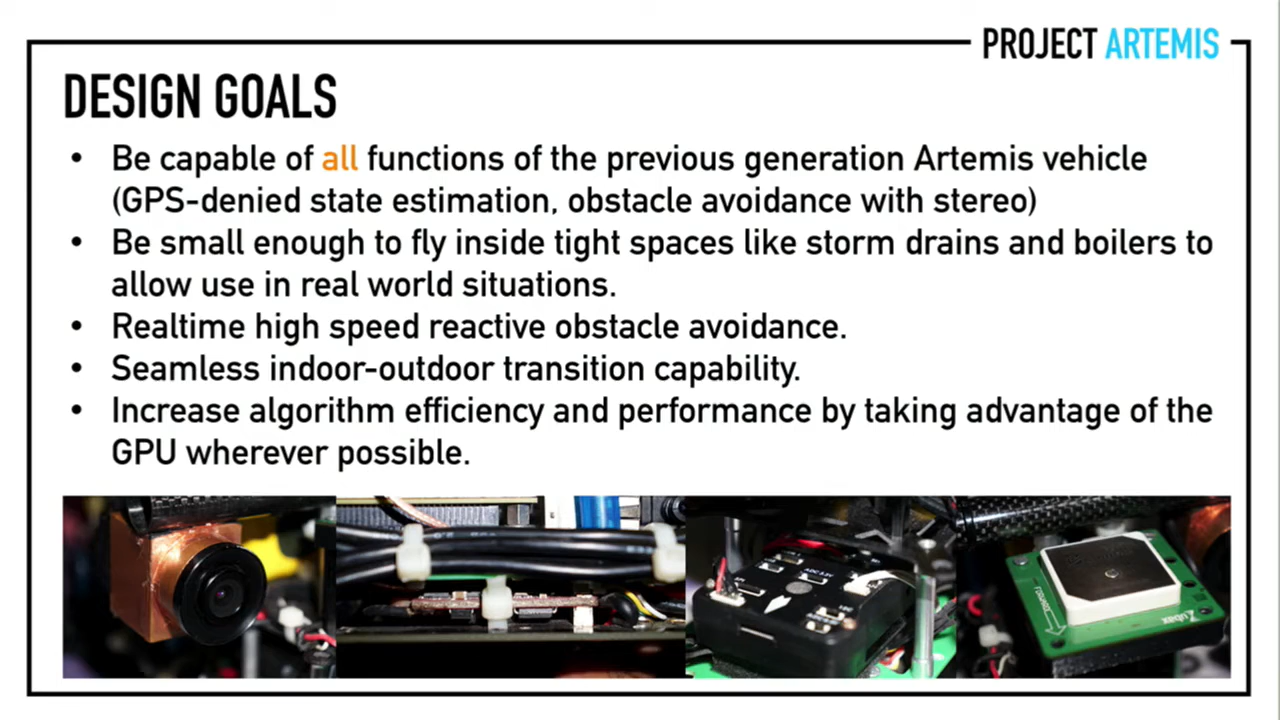 PROJECT ARTEMIS
DESIGN GOALS
• Be capable of all functions of the previous generation Artemis vehicle
(GPS-denied state estimation, obstacle avoidance with stereo)
• Be small enough to fly inside tight spaces like storm drains and boilers to
allow use in real world situations.
• Realtime high speed reactive obstacle avoidance.
• Seamless indoor-outdoor transition capability.
• Increase algorithm efficiency and performance by taking advantage of the
GPU wherever possible.
Zubax